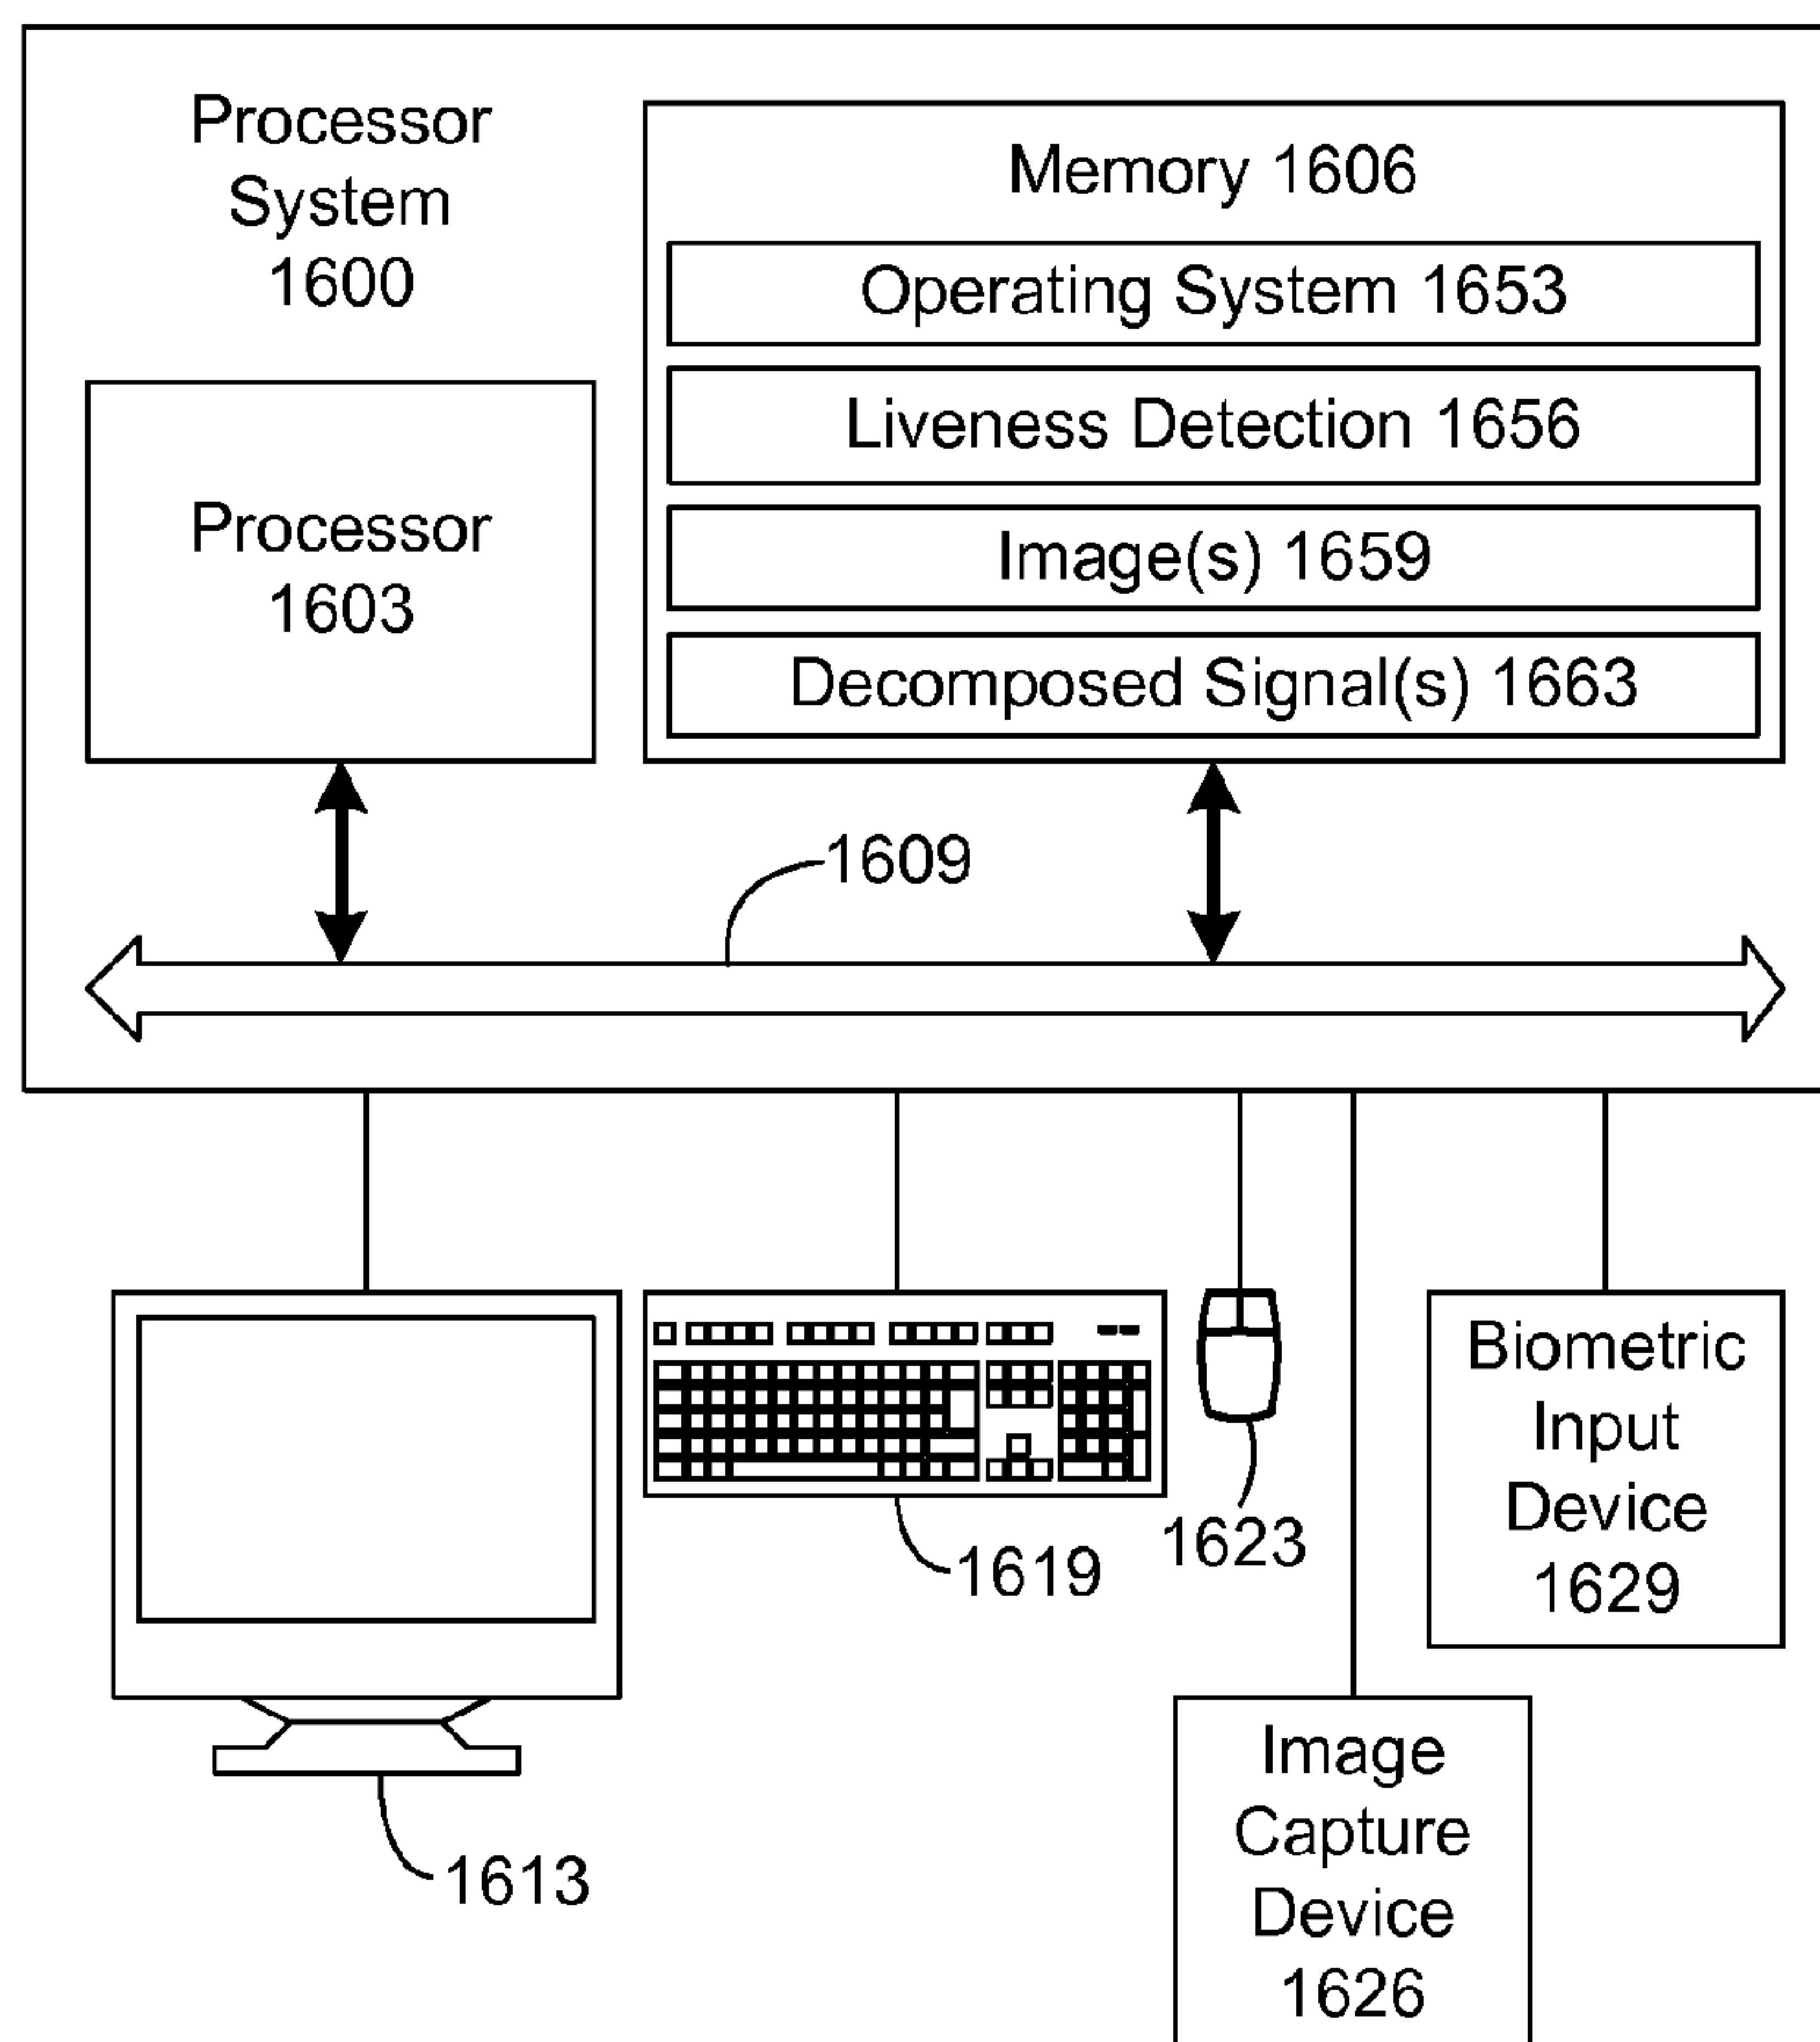 Processor
System
1600
Memory 1606
Operating System 1653
Liveness Detection 1656
Image(s) 1659
Decomposed Signal(s) 1663
Processor
1603
1609
Biometric
Input
Device
1629
1623
1619
Image
Capture
Device
1626
1613